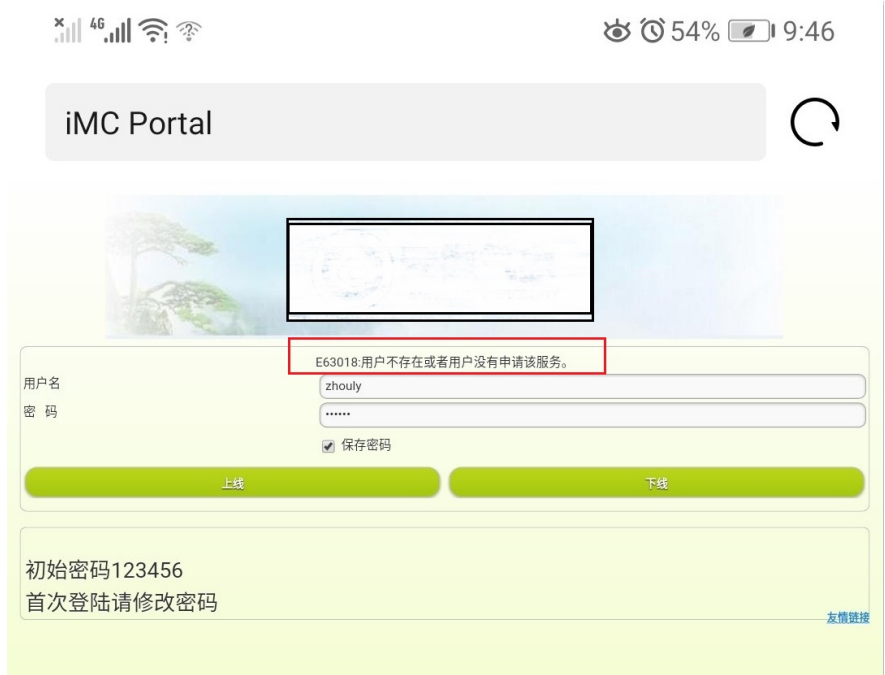 4G 54% 9:46
iMC Portal
E63018:用户不存在或者用户没有申请该服务。
用户名 zhouly
密 码 ••••••
保存密码
上线 下线
初始密码123456
首次登陆请修改密码
友情链接